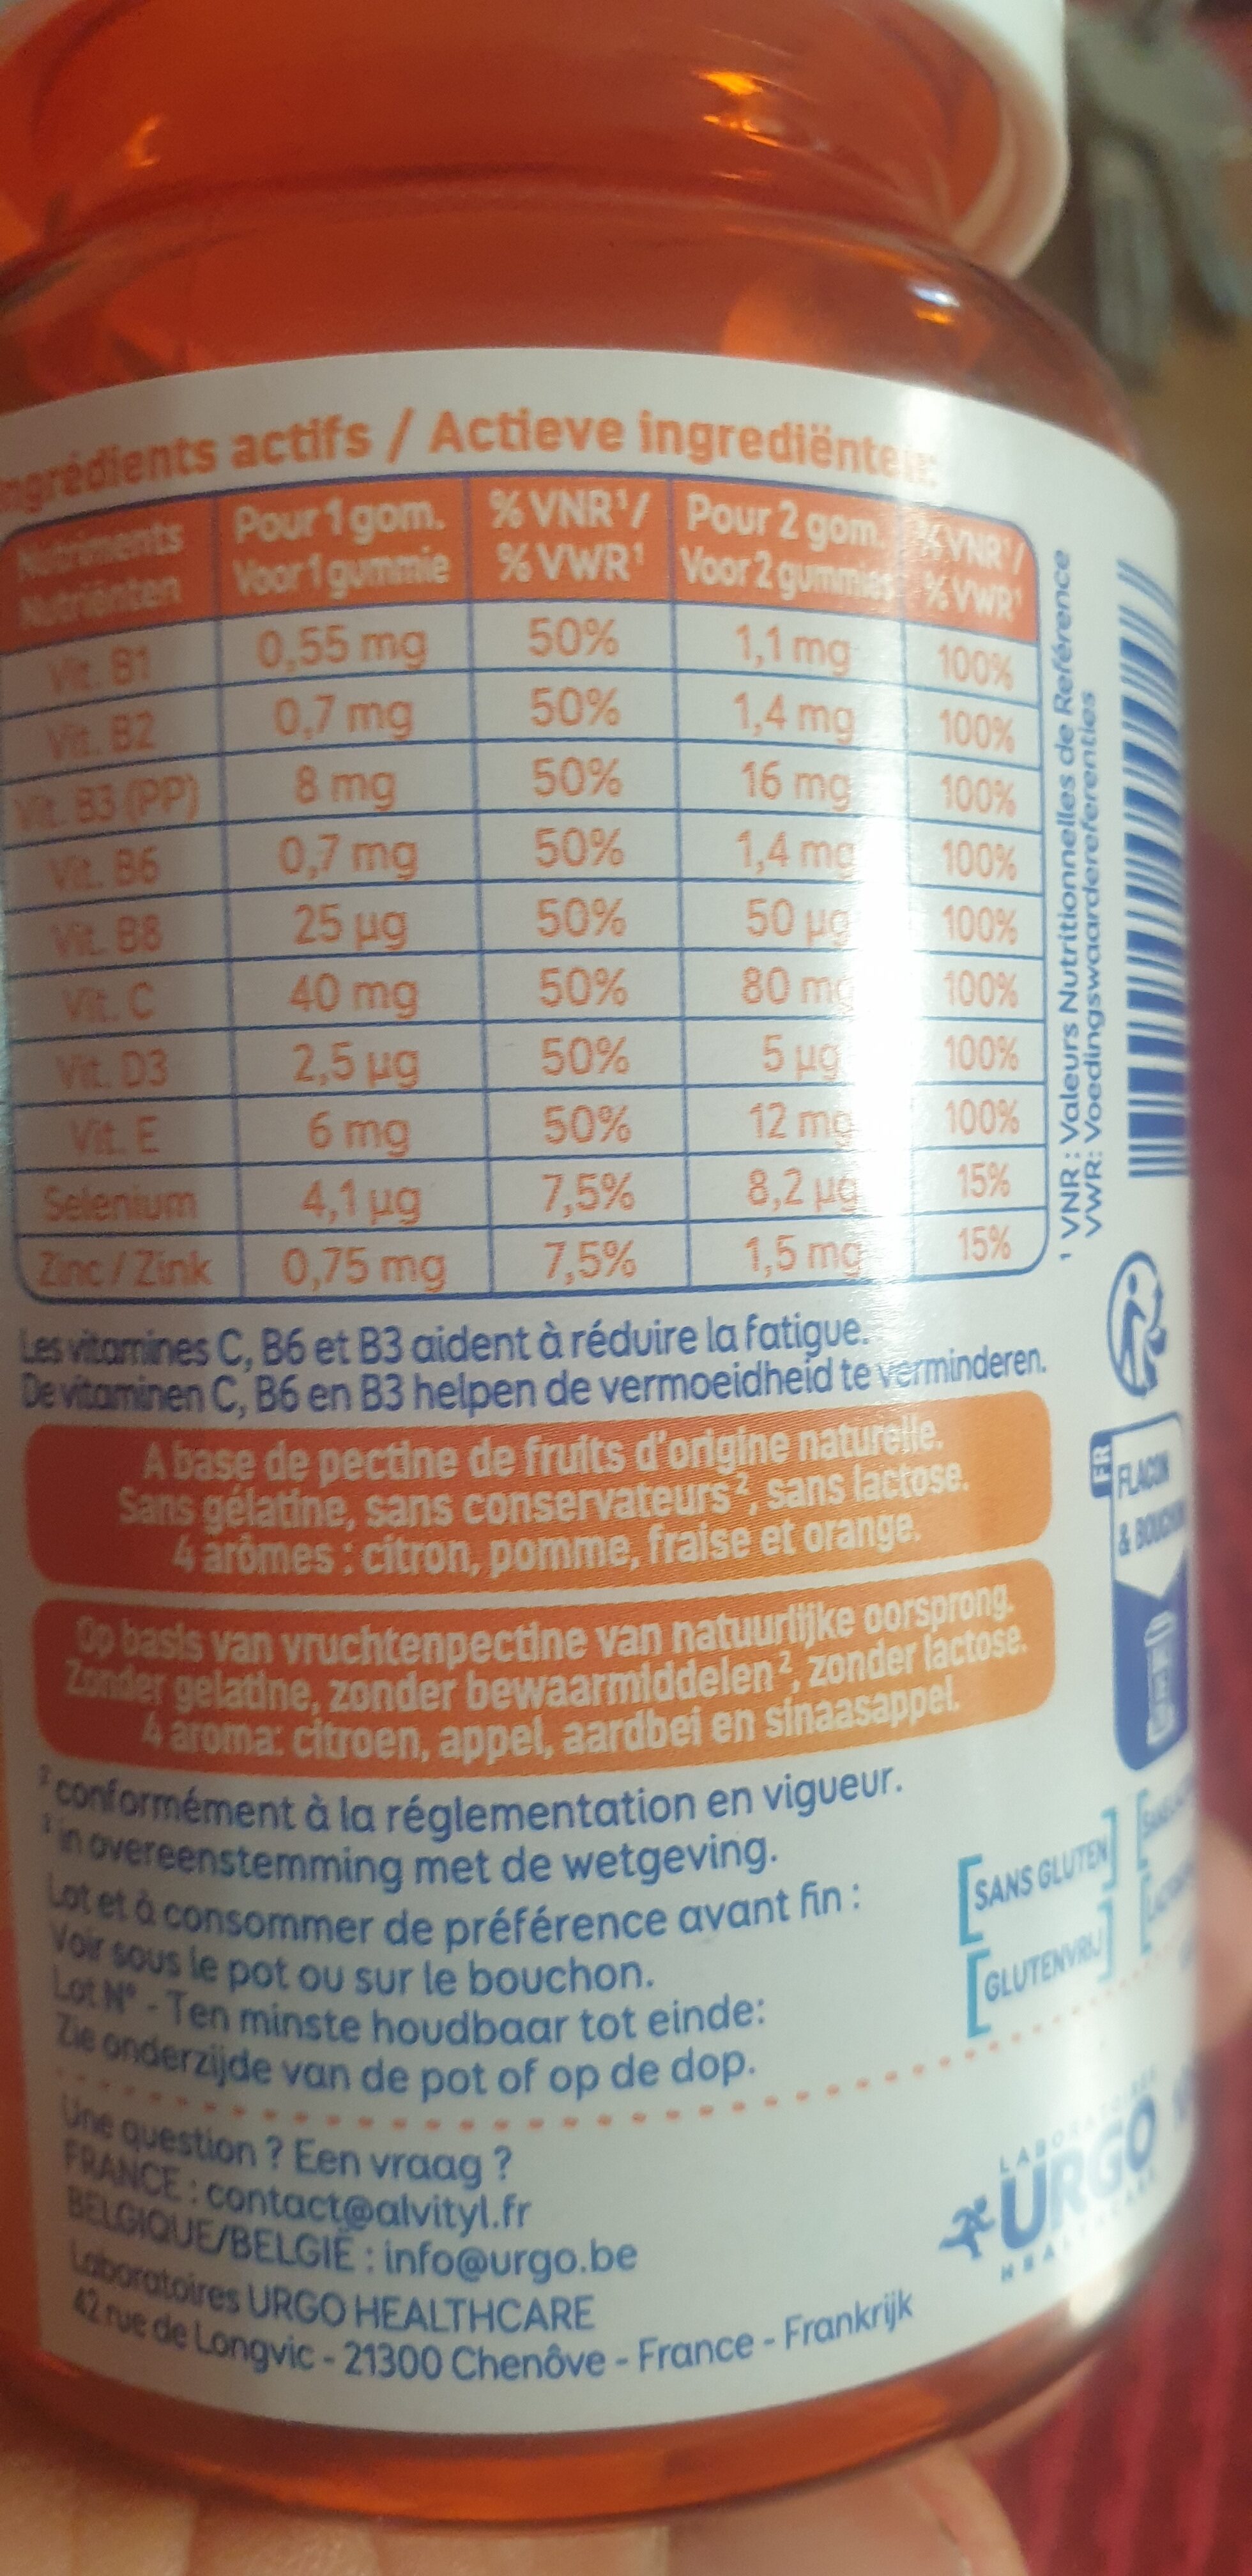 Ingrédients actifs / Actieve ingrediënten:
Nutriments Nutriënten | Pour 1 gom. Voor 1 gummie | % VNR¹/ % VWR¹ | Pour 2 gom. Voor 2 gummies | % VNR¹/ % VWR¹
Vit. B1 | 0,55 mg | 50% | 1,1 mg | 100%
Vit. B2 | 0,7 mg | 50% | 1,4 mg | 100%
Vit. B3 (PP) | 8 mg | 50% | 16 mg | 100%
Vit. B6 | 0,7 mg | 50% | 1,4 mg | 100%
Vit. B8 | 25 µg | 50% | 50 µg | 100%
Vit. C | 40 mg | 50% | 80 mg | 100%
Vit. D3 | 2,5 µg | 50% | 5 µg | 100%
Vit. E | 6 mg | 50% | 12 mg | 100%
Selenium | 4,1 µg | 7,5% | 8,2 µg | 15%
Zinc / Zink | 0,75 mg | 7,5% | 1,5 mg | 15%
¹ VNR : Valeurs Nutritionnelles de Référence
VWR: Voedingswaardereferenties
Les vitamines C, B6 et B3 aident à réduire la fatigue.
De vitaminen C, B6 en B3 helpen de vermoeidheid te verminderen.
A base de pectine de fruits d'origine naturelle.
Sans gélatine, sans conservateurs², sans lactose.
4 arômes : citron, pomme, fraise et orange.
Op basis van vruchtenpectine van natuurlijke oorsprong.
Zonder gelatine, zonder bewaarmiddelen², zonder lactose.
4 aroma: citroen, appel, aardbei en sinaasappel.
² conformément à la réglementation en vigueur.
² in overeenstemming met de wetgeving.
Lot et à consommer de préférence avant fin :
Voir sous le pot ou sur le bouchon.
Lot N° - Ten minste houdbaar tot einde:
Zie onderzijde van de pot of op de dop.
FR
FLACON
& BOUCHON
SANS GLUTEN
GLUTENVRIJ
Une question ? Een vraag ?
FRANCE : contact@alvityl.fr
BELGIQUE/BELGIË : info@urgo.be
Laboratoires URGO HEALTHCARE
42 rue de Longvic - 21300 Chenôve - France - Frankrijk
LABORATOIRES
URGO
HEALTHCARE